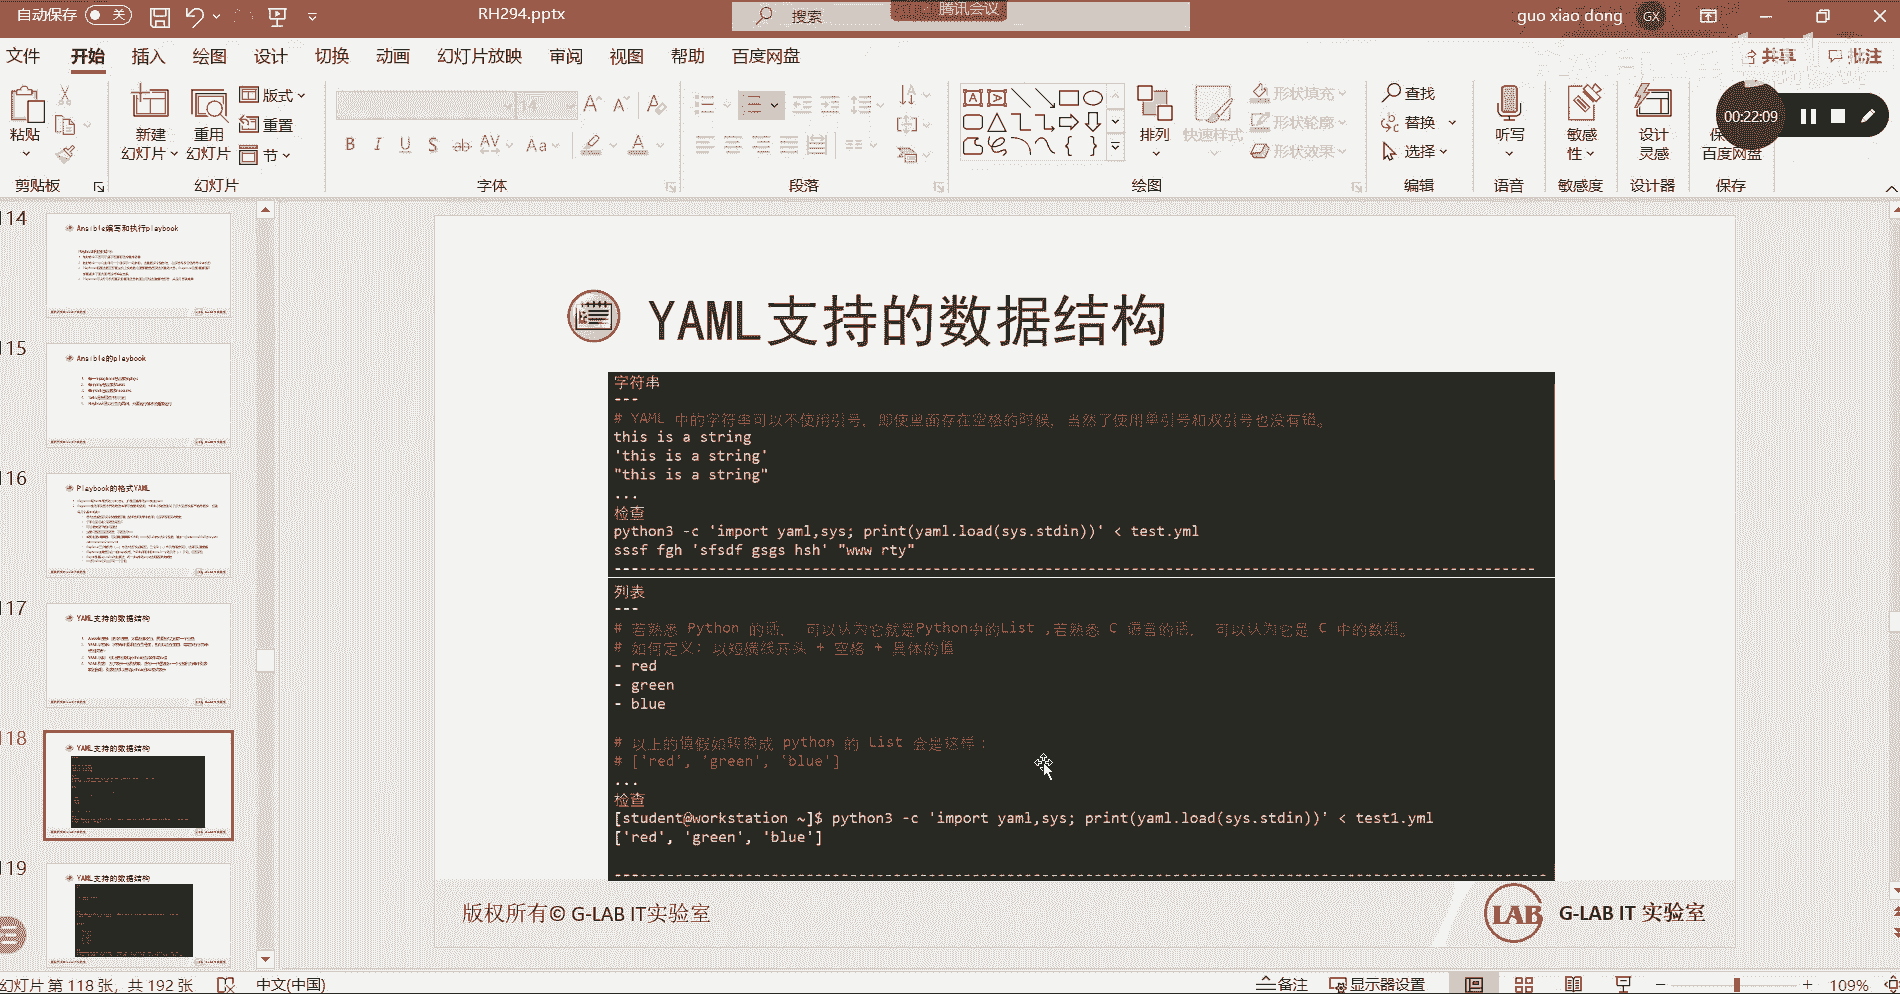 自动保存 关
RH294.pptx
搜索
腾讯会议
guo xiao dong GX
文件 开始 插入 绘图 设计 切换 动画 幻灯片放映 审阅 视图 帮助 百度网盘
共享 批注
粘贴
新建
幻灯片
重用
幻灯片
版式
重置
节
14
B I U S ab AV Aa A
排列
快速样式
形状填充
形状轮廓
形状效果
查找
替换
选择
听写
敏感
性
设计
灵感
百度网盘
00:22:09
剪贴板 幻灯片 字体 段落 绘图 编辑 语音 敏感度 设计器 保存
114
Ansible编写和执行playbook
115
Ansible的playbook
116
Playbook的格式YAML
117
YAML支持的数据结构
118
YAML支持的数据结构
119
YAML支持的数据结构
YAML支持的数据结构
字符串
---
# YAML 中的字符串可以不使用引号，即使里面存在空格的时候，当然了使用单引号和双引号也没有错。
this is a string
'this is a string'
"this is a string"
...
检查
python3 -c 'import yaml,sys; print(yaml.load(sys.stdin))' < test.yml
sssf fgh 'sfsdf gsgs hsh' "www rty"
列表
---
# 若熟悉 Python 的话， 可以认为它就是Python中的List ,若熟悉 C 语言的话， 可以认为它是 C 中的数组。
# 如何定义: 以短横线开头 + 空格 + 具体的值
- red
- green
- blue
# 以上的值假如转换成 python 的 List 会是这样：
# ['red', 'green', 'blue']
...
检查
[student@workstation ~]$ python3 -c 'import yaml,sys; print(yaml.load(sys.stdin))' < test1.yml
['red', 'green', 'blue']
版权所有© G-LAB IT实验室
LAB G-LAB IT 实验室
幻灯片 第 118 张，共 192 张 中文(中国)
备注 显示器设置 109%